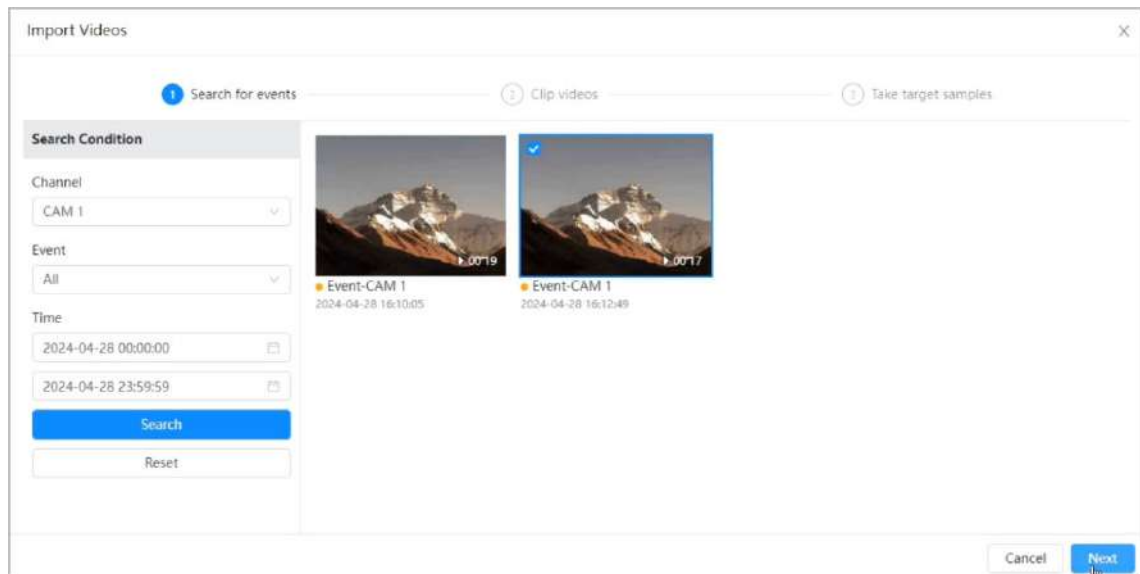 Import Videos
1 Search for events
2 Clip videos
3 Take target samples
Search Condition
Channel
CAM 1
Event
All
Time
2024-04-28 00:00:00
2024-04-28 23:59:59
Search
Reset
00:19
Event-CAM 1
2024-04-28 16:10:05
00:17
Event-CAM 1
2024-04-28 16:12:49
Cancel
Next